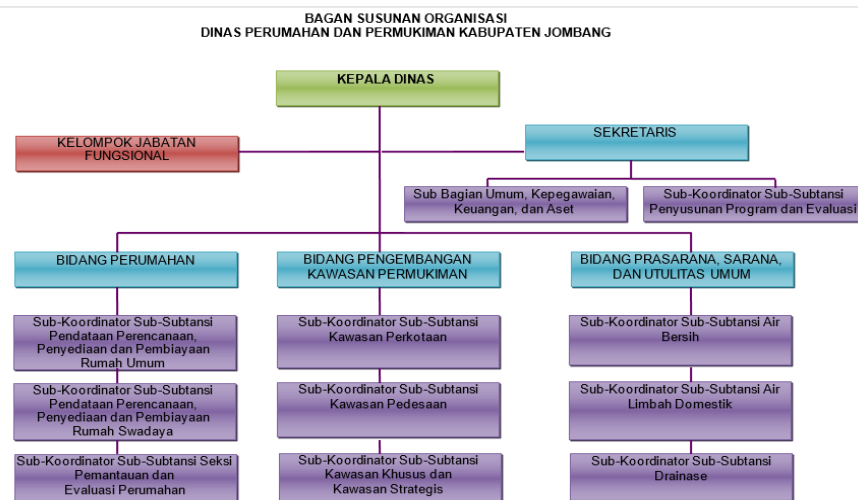 BAGAN SUSUNAN ORGANISASI
DINAS PERUMAHAN DAN PERMUKIMAN KABUPATEN JOMBANG
KEPALA DINAS
KELOMPOK JABATAN
FUNGSIONAL
SEKRETARIS
Sub Bagian Umum, Kepegawaian,
Keuangan, dan Aset
Sub-Koordinator Sub-Subtansi
Penyusunan Program dan Evaluasi
BIDANG PERUMAHAN
BIDANG PENGEMBANGAN
KAWASAN PERMUKIMAN
BIDANG PRASARANA, SARANA,
DAN UTULITAS UMUM
Sub-Koordinator Sub-Subtansi
Pendataan Perencanaan,
Penyediaan dan Pembiayaan
Rumah Umum
Sub-Koordinator Sub-Subtansi
Kawasan Perkotaan
Sub-Koordinator Sub-Subtansi Air
Bersih
Sub-Koordinator Sub-Subtansi
Pendataan Perencanaan,
Penyediaan dan Pembiayaan
Rumah Swadaya
Sub-Koordinator Sub-Subtansi
Kawasan Pedesaan
Sub-Koordinator Sub-Subtansi Air
Limbah Domestik
Sub-Koordinator Sub-Subtansi Seksi
Pemantauan dan
Evaluasi Perumahan
Sub-Koordinator Sub-Subtansi
Kawasan Khusus dan
Kawasan Strategis
Sub-Koordinator Sub-Subtansi
Drainase